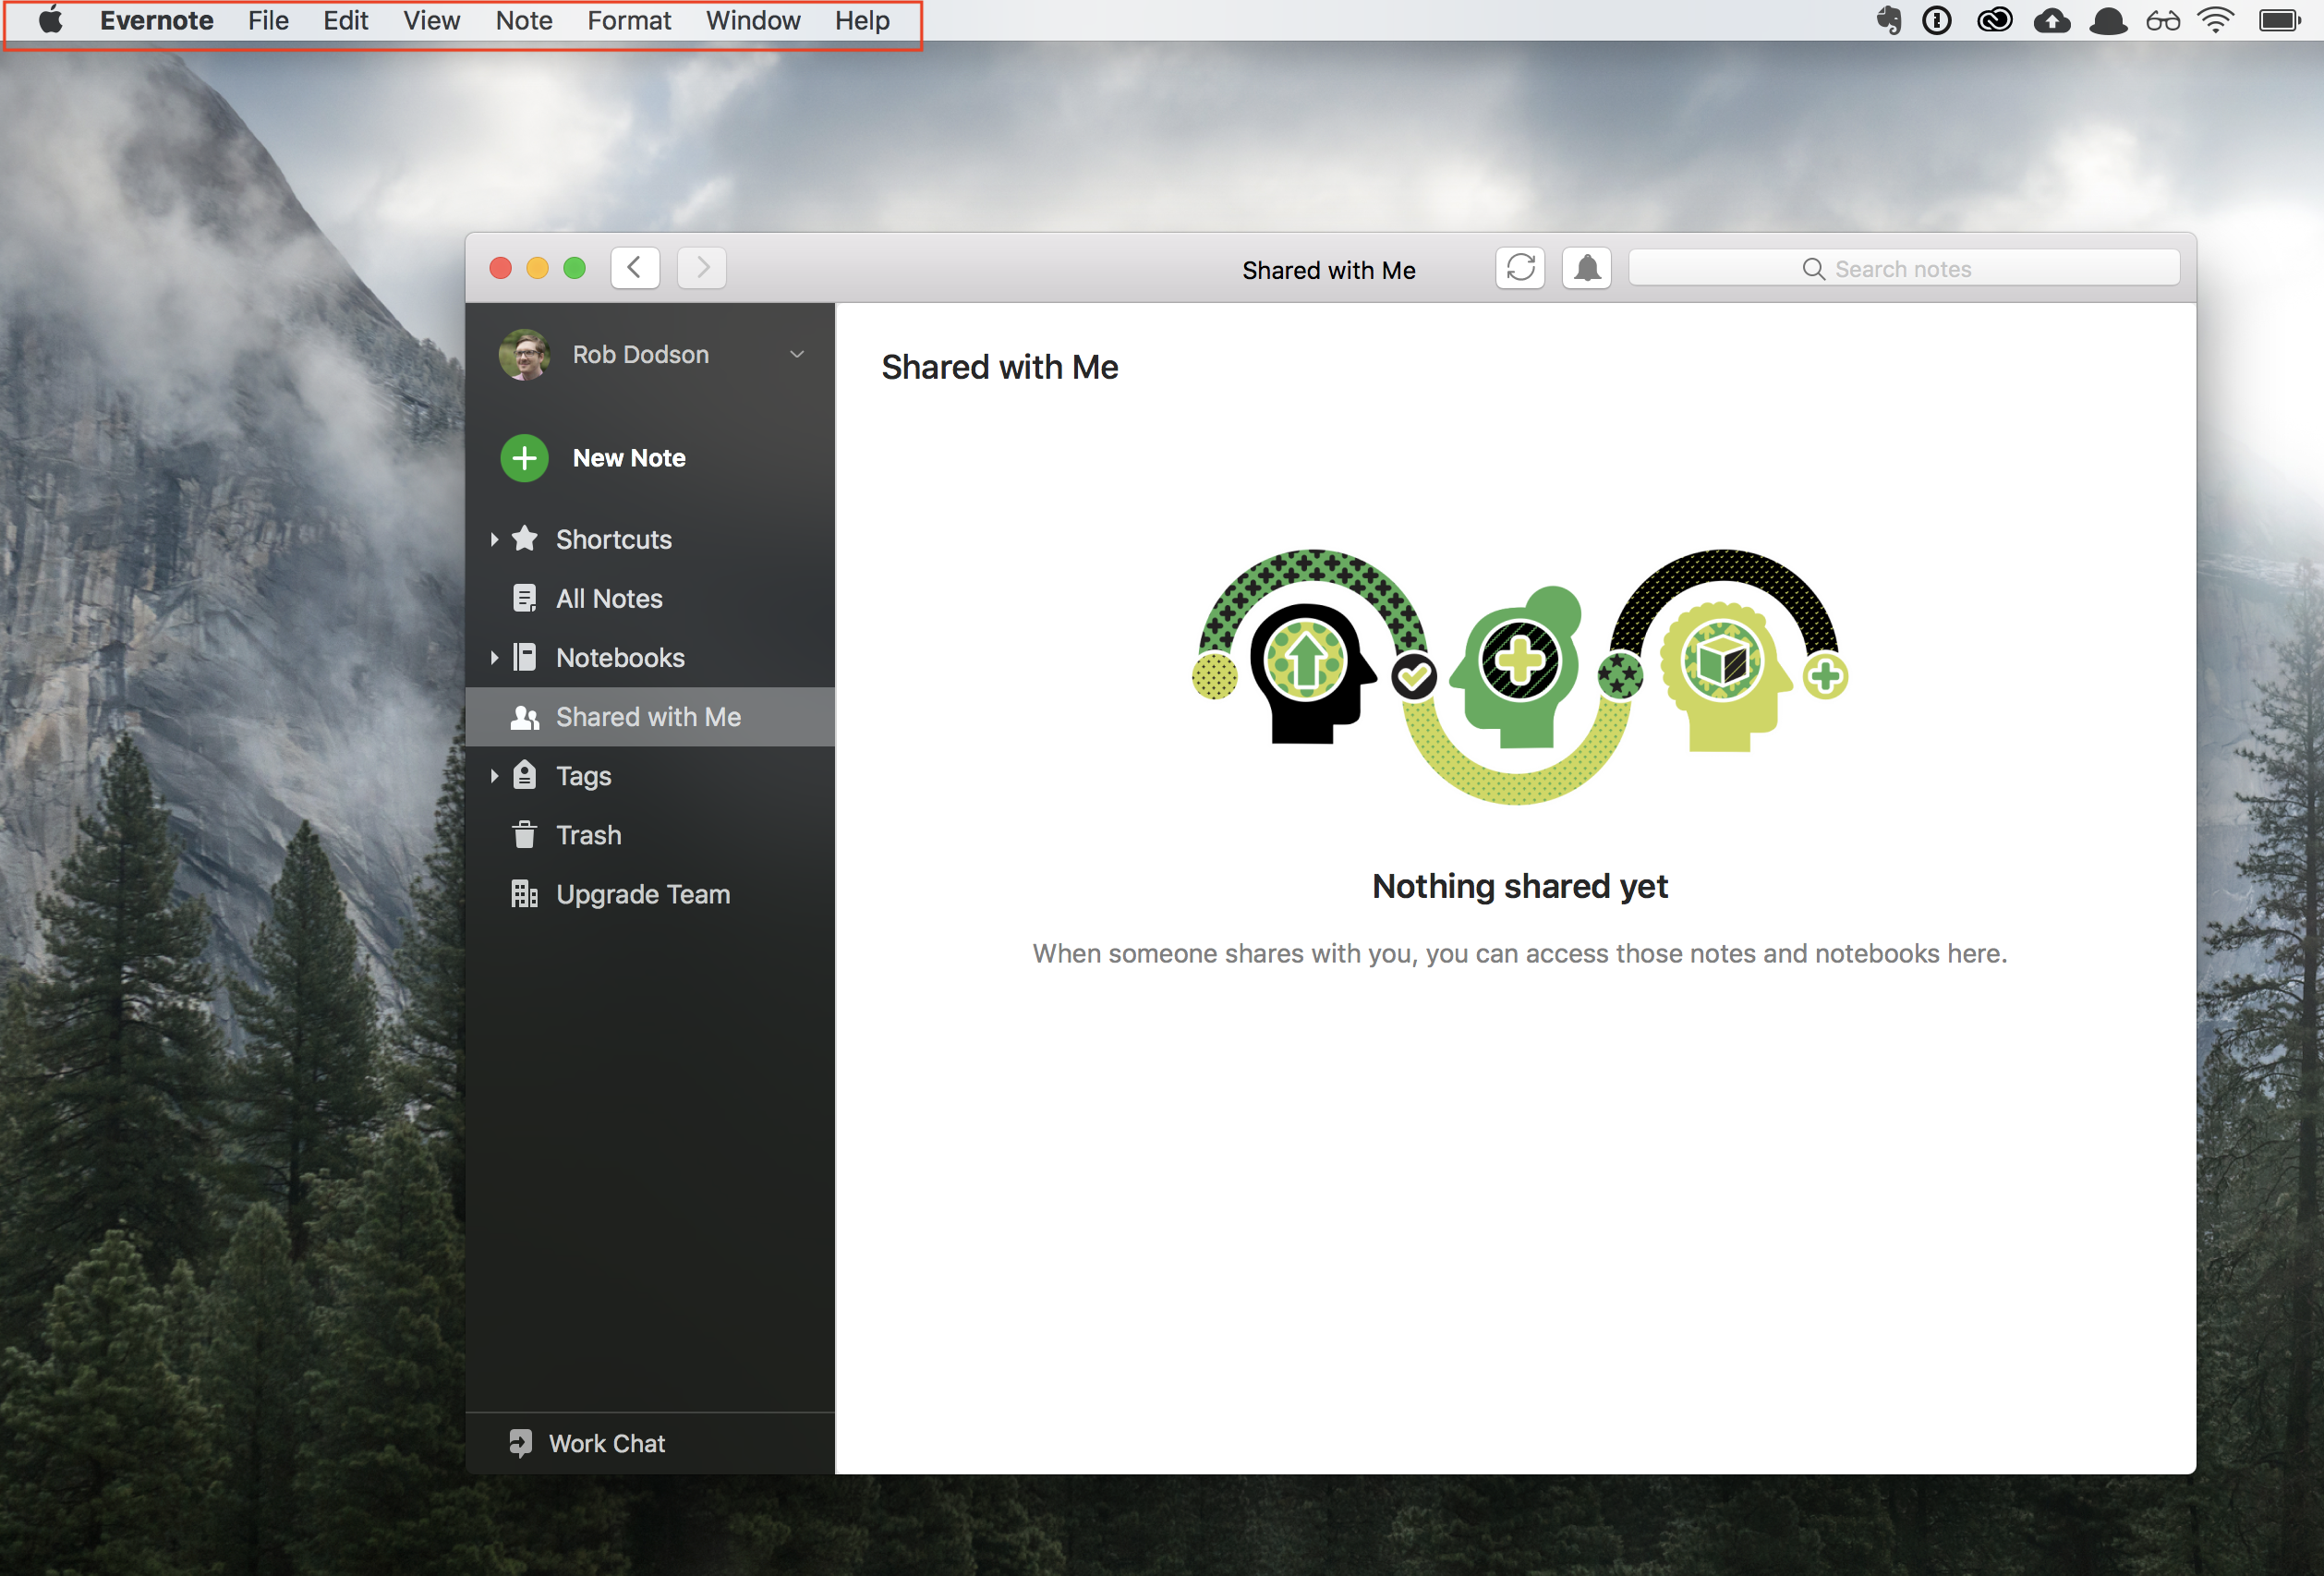 Evernote File Edit View Note Format Window Help
Shared with Me
Search notes
Rob Dodson
New Note
Shortcuts
All Notes
Notebooks
Shared with Me
Tags
Trash
Upgrade Team
Work Chat
Shared with Me
Nothing shared yet
When someone shares with you, you can access those notes and notebooks here.